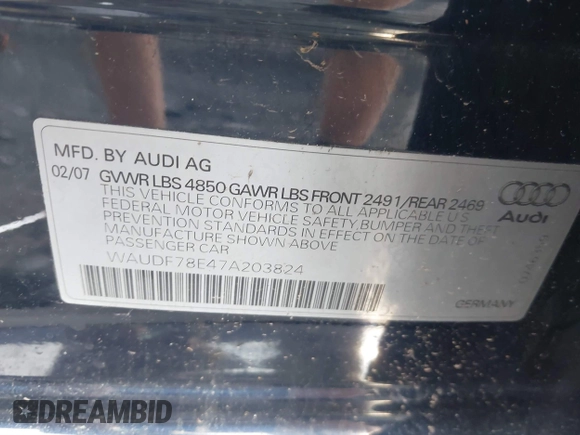 MFD. BY AUDI AG
02/07 GVWR LBS 4850 GAWR LBS FRONT 2491/REAR 2469
THIS VEHICLE CONFORMS TO ALL APPLICABLE U.S
FEDERAL MOTOR VEHICLE SAFETY, BUMPER AND THEFT
PREVENTION STANDARDS IN EFFECT ON THE DATE OF
MANUFACTURE SHOWN ABOVE
PASSENGER CAR
WAUDF78E47A203824
Audi
GERMANY
DREAMBID